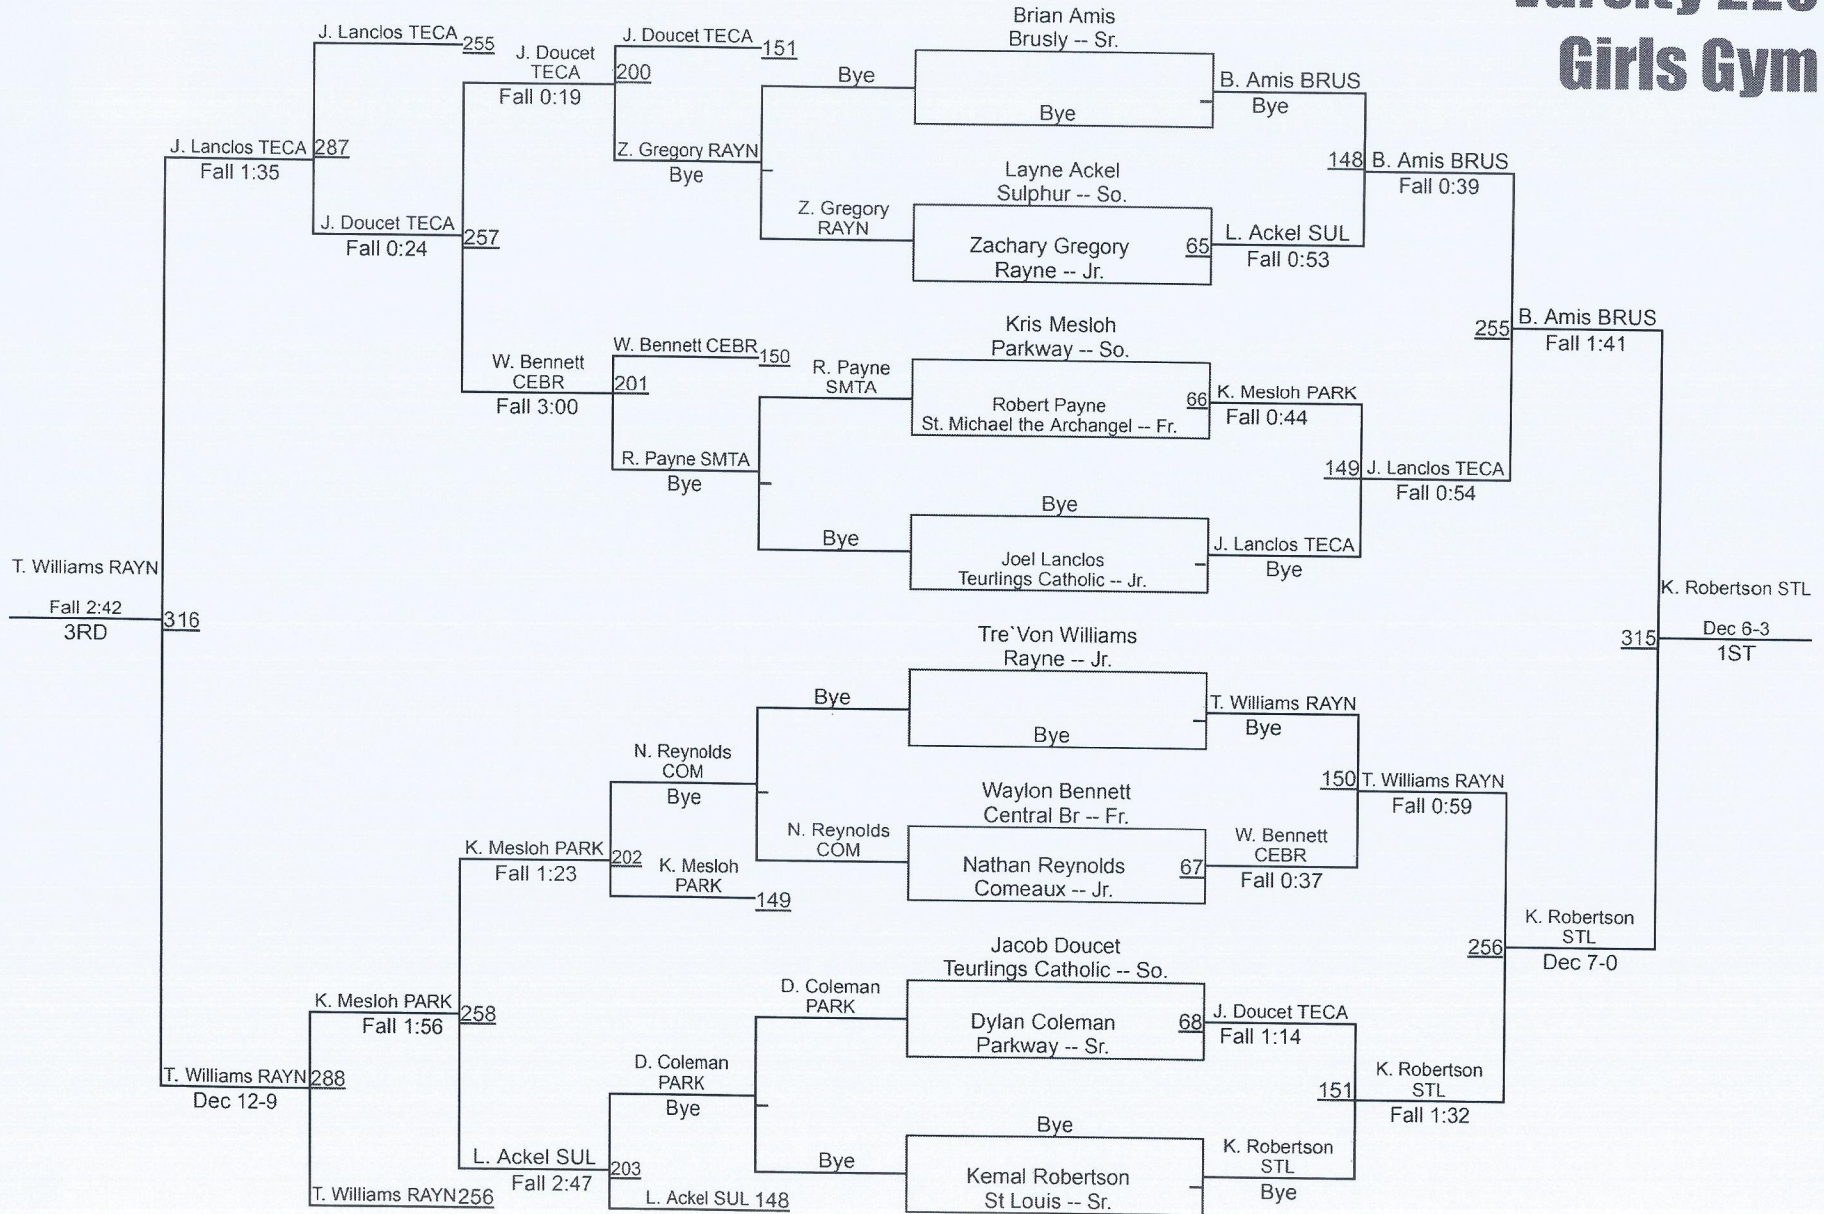 Girls Gym
J. Lanclos TECA
255
J. Doucet
TECA
Fall 0:19
J. Doucet TECA
151
200
Bye
Brian Amis
Brusly -- Sr.
Bye
B. Amis BRUS
Bye
J. Lanclos TECA
287
Fall 1:35
Z. Gregory RAYN
Bye
148
B. Amis BRUS
Fall 0:39
Layne Ackel
Sulphur -- So.
Z. Gregory
RAYN
Zachary Gregory
65
Rayne -- Jr.
L. Ackel SUL
Fall 0:53
J. Doucet TECA
257
Fall 0:24
Kris Mesloh
Parkway -- So.
255
B. Amis BRUS
Fall 1:41
W. Bennett
CEBR
Fall 3:00
W. Bennett CEBR
150
201
R. Payne
SMTA
Robert Payne
66
St. Michael the Archangel -- Fr.
K. Mesloh PARK
Fall 0:44
R. Payne SMTA
Bye
149
J. Lanclos TECA
Fall 0:54
Bye
Bye
Joel Lanclos
Teurlings Catholic -- Jr.
J. Lanclos TECA
Bye
T. Williams RAYN
Fall 2:42
3RD
316
K. Robertson STL
315
Dec 6-3
1ST
Tre`Von Williams
Rayne -- Jr.
Bye
Bye
T. Williams RAYN
Bye
N. Reynolds
COM
Bye
150
T. Williams RAYN
Fall 0:59
Waylon Bennett
Central Br -- Fr.
N. Reynolds
COM
Nathan Reynolds
67
Comeaux -- Jr.
W. Bennett
CEBR
Fall 0:37
K. Mesloh PARK
202
Fall 1:23
K. Mesloh
PARK
149
K. Robertson
STL
256
Dec 7-0
Jacob Doucet
Teurlings Catholic -- So.
D. Coleman
PARK
Dylan Coleman
68
Parkway -- Sr.
J. Doucet TECA
Fall 1:14
K. Mesloh PARK
258
Fall 1:56
T. Williams RAYN
288
Dec 12-9
D. Coleman
PARK
Bye
151
K. Robertson
STL
Fall 1:32
Bye
Bye
Kemal Robertson
St Louis -- Sr.
K. Robertson
STL
Bye
L. Ackel SUL
203
Fall 2:47
T. Williams RAYN
256
L. Ackel SUL
148